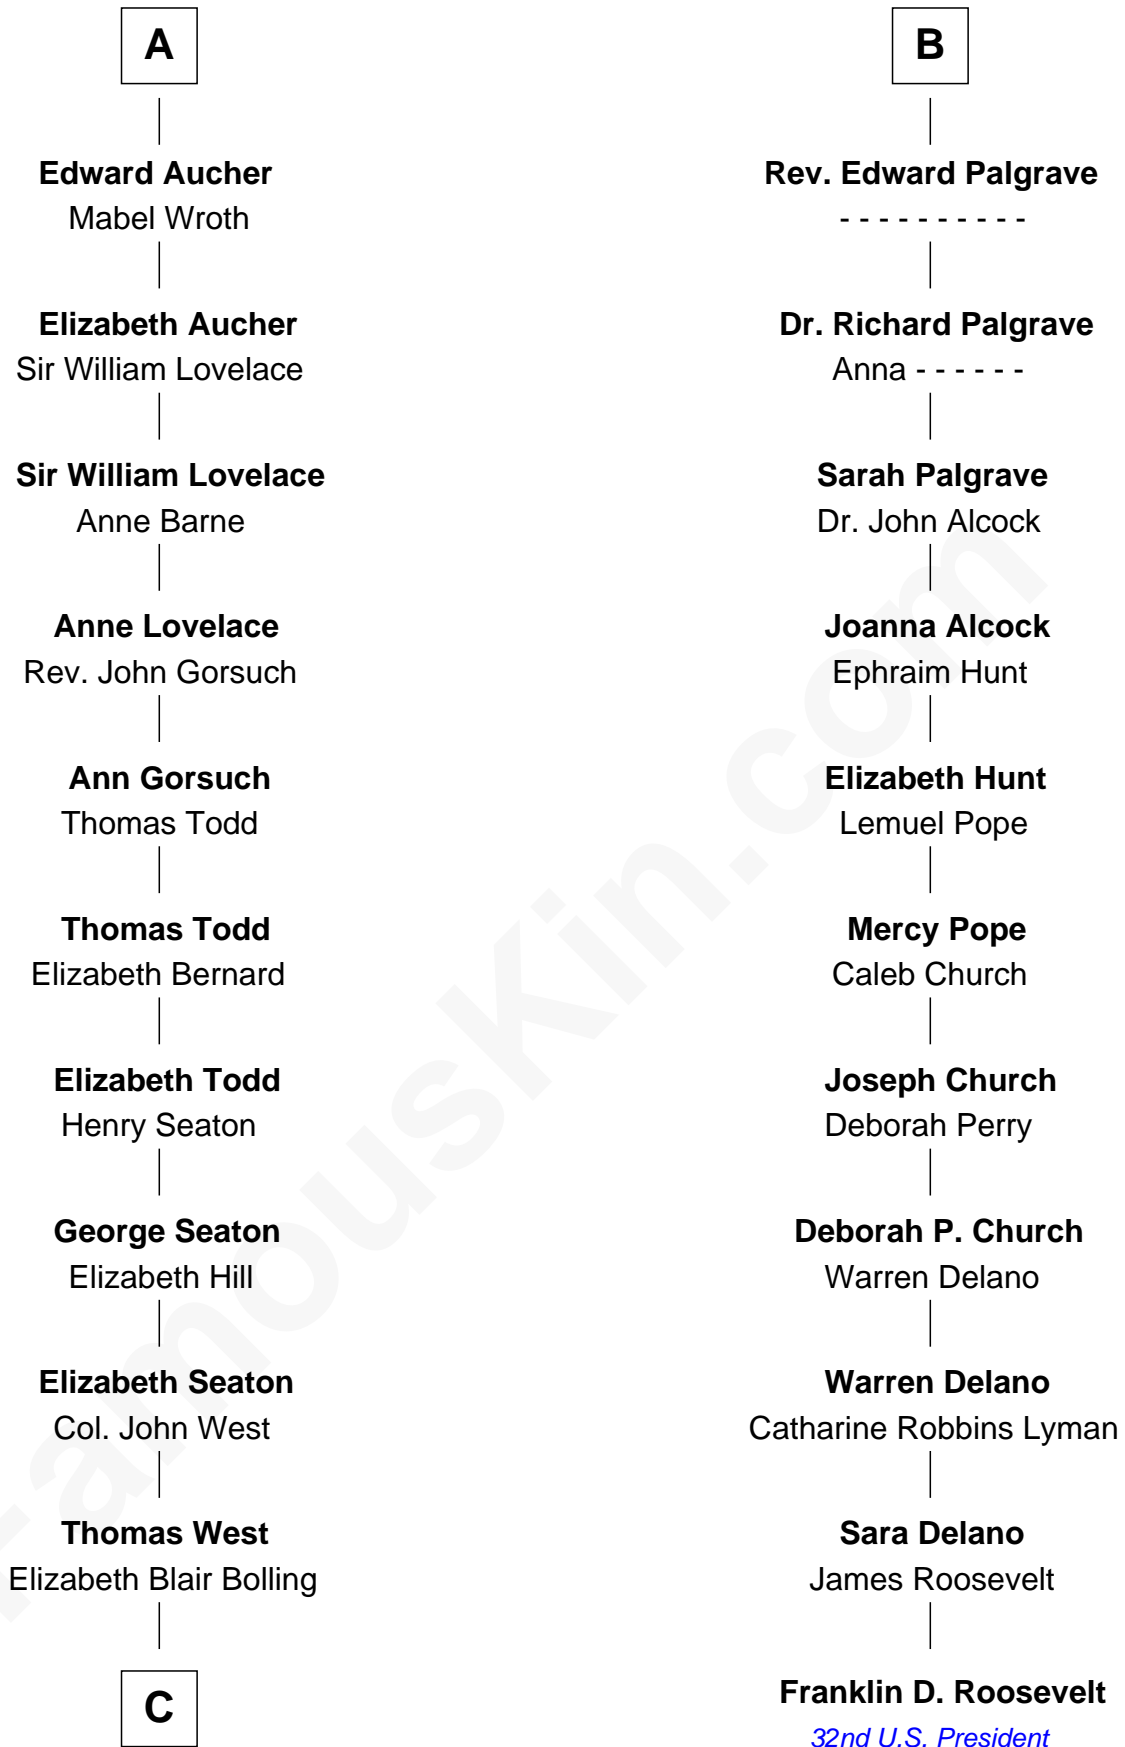 A
Edward Aucher
Mabel Wroth
Elizabeth Aucher
Sir William Lovelace
Sir William Lovelace
Anne Barne
Anne Lovelace
Rev. John Gorsuch
Ann Gorsuch
Thomas Todd
Thomas Todd
Elizabeth Bernard
Elizabeth Todd
Henry Seaton
George Seaton
Elizabeth Hill
Elizabeth Seaton
Col. John West
Thomas West
Elizabeth Blair Bolling
C
B
Rev. Edward Palgrave
- - - - - - - - - -
Dr. Richard Palgrave
Anna - - - - - -
Sarah Palgrave
Dr. John Alcock
Joanna Alcock
Ephraim Hunt
Elizabeth Hunt
Lemuel Pope
Mercy Pope
Caleb Church
Joseph Church
Deborah Perry
Deborah P. Church
Warren Delano
Warren Delano
Catharine Robbins Lyman
Sara Delano
James Roosevelt
Franklin D. Roosevelt
32nd U.S. President
FamousKin.com